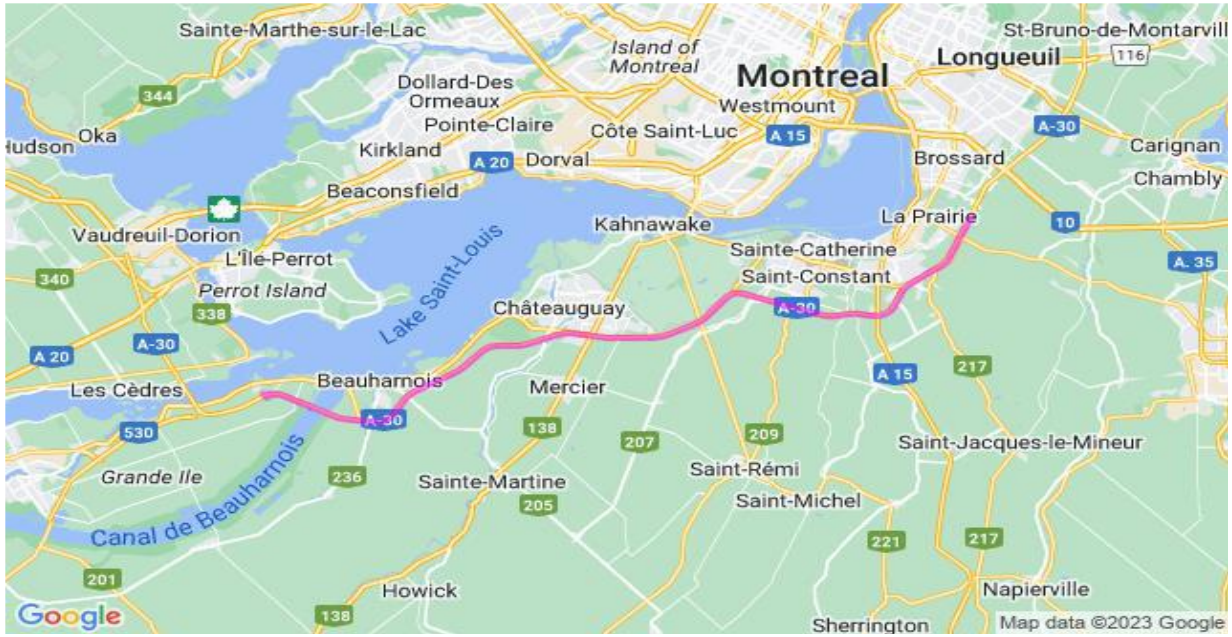 Sainte-Marthe-sur-le-Lac
St-Bruno-de-Montarvill
Island of
Montreal
Longueuil
116
Montreal
Dollard-Des
Ormeaux
344
Westmount
Pointe-Claire
Côte Saint-Luc
A 15
A-30
Oka
Hudson
Kirkland
A 20
Dorval
Brossard
Carignan
Chambly
Beaconsfield
Kahnawake
La Prairie
10
Vaudreuil-Dorion
L'Île-Perrot
Sainte-Catherine
Saint-Constant
A. 35
340
Perrot Island
Lake Saint-Louis
338
Châteauguay
A-30
A-30
A 20
Les Cèdres
Beauharnois
Mercier
A 15
217
A-30
530
138
207
209
Saint-Jacques-le-Mineur
Grande Ile
236
Sainte-Martine
Saint-Rémi
Saint-Michel
205
Canal de Beauharnois
221
217
201
Howick
Napierville
138
Sherrington
Google
Map data ©2023 Google